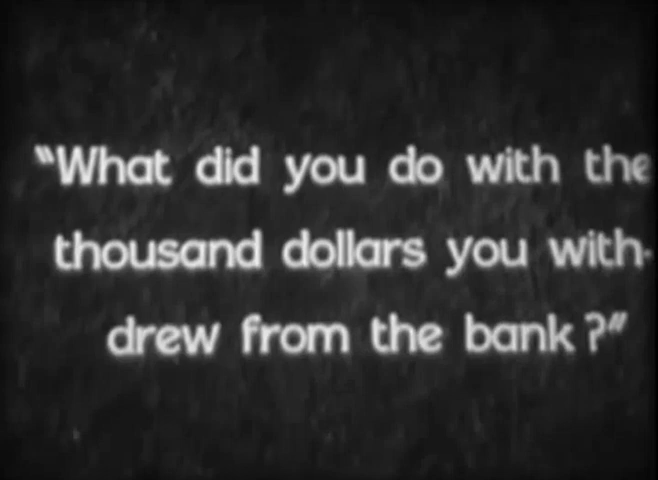 "What did you do with the
thousand dollars you with-
drew from the bank?"